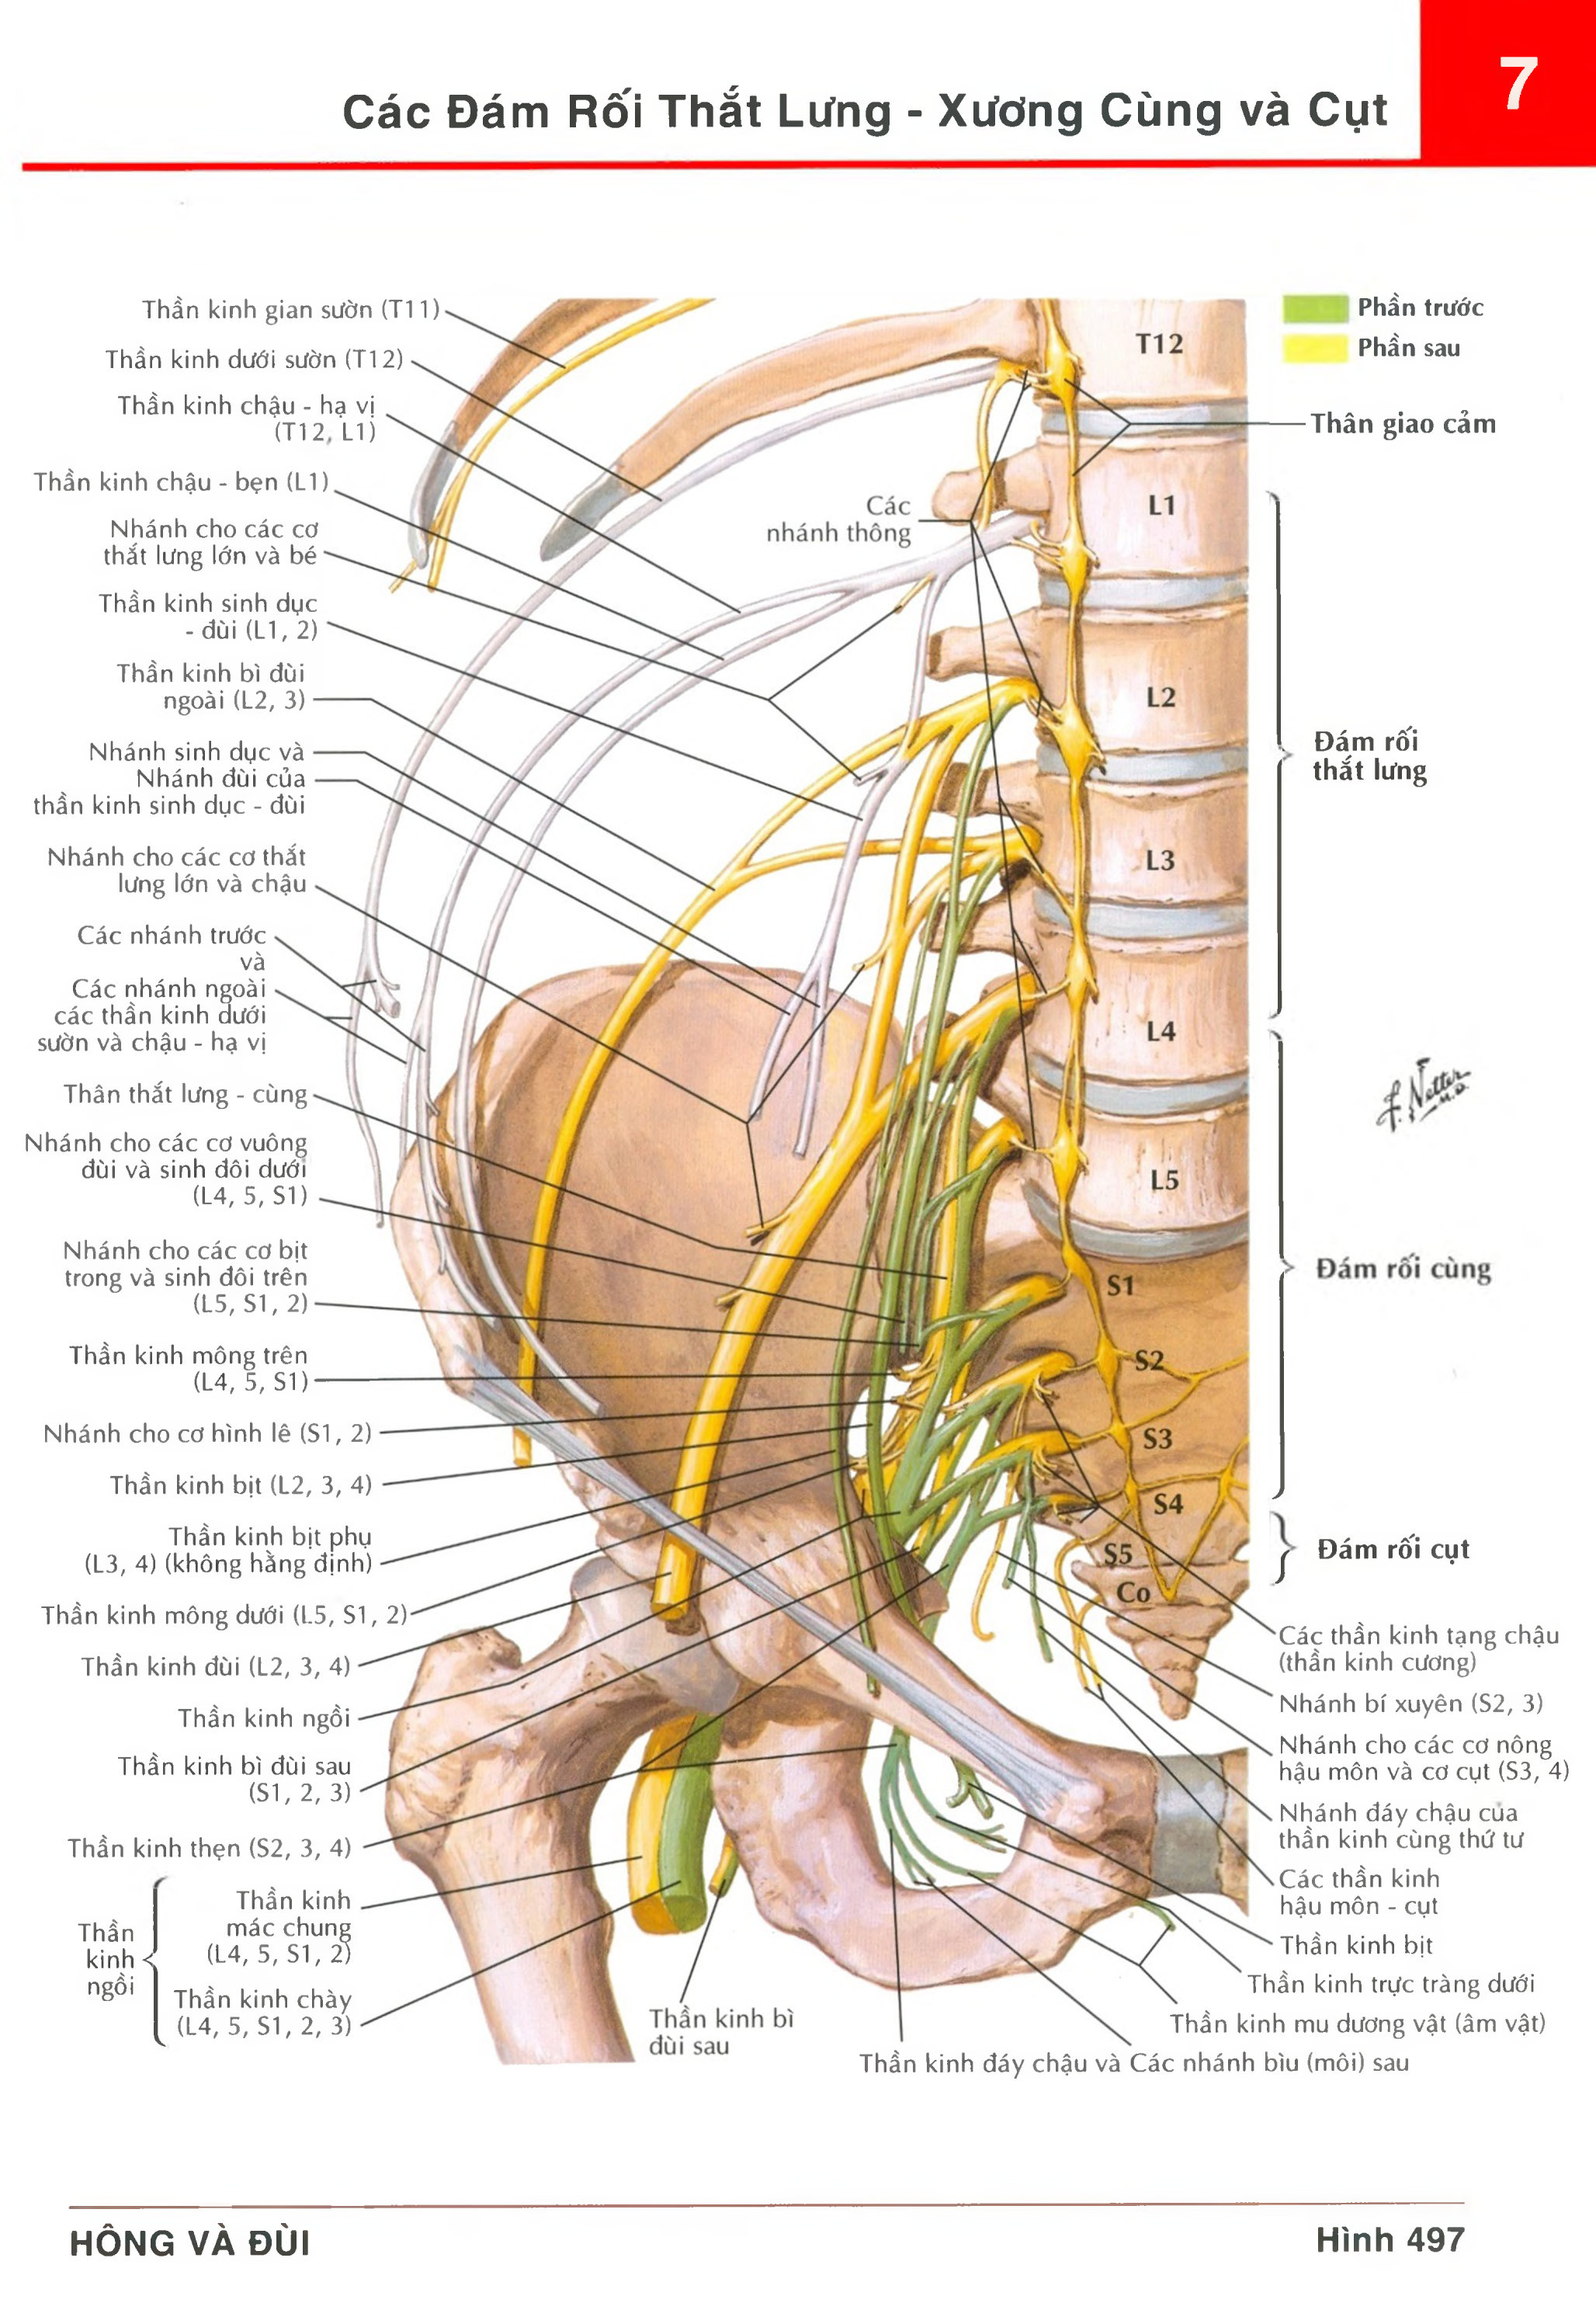 7
Các Đám Rối Thắt Lưng - Xương Cùng và Cụt
Thần kinh gian sườn (T11)
Thần kinh dưới sườn (T12)
Thần kinh chậu - hạ vị
(T12, L1)
Thần kinh chậu - bẹn (L1)
Nhánh cho các cơ
thắt lưng lớn và bé
Thần kinh sinh dục
- đùi (L1, 2)
Thần kinh bì đùi
ngoài (L2, 3)
Nhánh sinh dục và
Nhánh đùi của
thần kinh sinh dục - đùi
Nhánh cho các cơ thắt
lưng lớn và chậu
Các nhánh trước
và
Các nhánh ngoài
các thần kinh dưới
sườn và chậu - hạ vị
Thân thắt lưng - cùng
Nhánh cho các cơ vuông
đùi và sinh đôi dưới
(L4, 5, S1)
Nhánh cho các cơ bịt
trong và sinh đôi trên
(L5, S1, 2)
Thần kinh mông trên
(L4, 5, S1)
Nhánh cho cơ hình lê (S1, 2)
Thần kinh bịt (L2, 3, 4)
Thần kinh bịt phụ
(L3, 4) (không hằng định)
Thần kinh mông dưới (L5, S1, 2)
Thần kinh đùi (L2, 3, 4)
Thần kinh ngồi
Thần kinh bì đùi sau
(S1, 2, 3)
Thần kinh thẹn (S2, 3, 4)
Thần
kinh
ngồi
Thần kinh
mác chung
(L4, 5, S1, 2)
Thần kinh chày
(L4, 5, S1, 2, 3)
Các
nhánh thông
T12
L1
L2
L3
L4
L5
S1
S2
S3
S4
S5
Co
Phần trước
Phần sau
Thân giao cảm
Đám rối
thắt lưng
F. Netter
M.D.
Đám rối cùng
Đám rối cụt
Các thần kinh tạng chậu
(thần kinh cương)
Nhánh bí xuyên (S2, 3)
Nhánh cho các cơ nông
hậu môn và cơ cụt (S3, 4)
Nhánh đáy chậu của
thần kinh cùng thứ tư
Các thần kinh
hậu môn - cụt
Thần kinh bịt
Thần kinh trực tràng dưới
Thần kinh mu dương vật (âm vật)
Thần kinh đáy chậu và Các nhánh bìu (môi) sau
Thần kinh bì
đùi sau
HÔNG VÀ ĐÙI
Hình 497